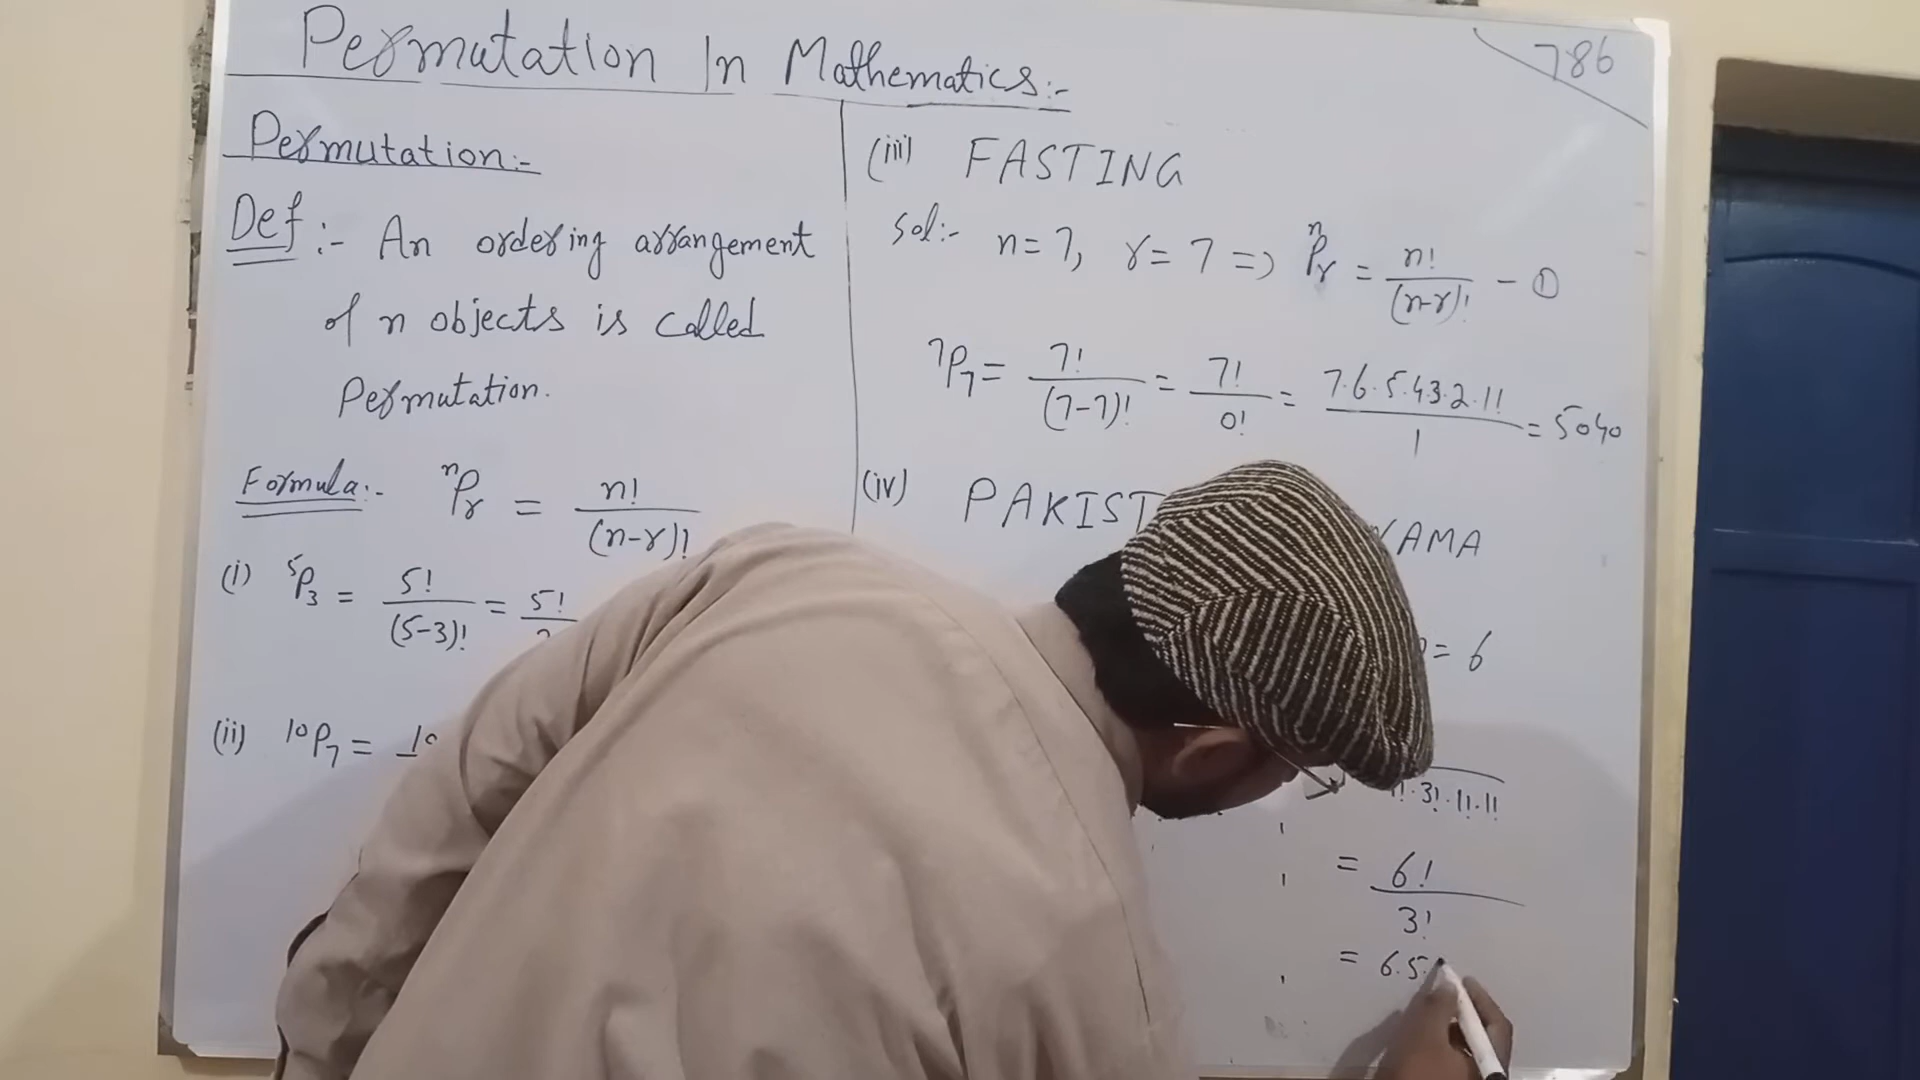 Permutation In Mathematics:-
786
Permutation:-
Def:- An ordering arrangement
of n objects is called
Permutation.
Formula:- ⁿPr = n!/(n-r)!
(i) ⁵P₃ = 5!/(5-3)! = 5!
(ii) ¹⁰P₇ = 10
(iii) FASTING
Sol:- n=7, r=7 => ⁿPr = n!/(n-r)! - ①
⁷P₇ = 7!/(7-7)! = 7!/0! = 7.6.5.4.3.2.1!/1 = 5040
(iv) PAKIST
YAMA
= 6
1!.3!.1!.1!
= 6!/3!
= 6.5.